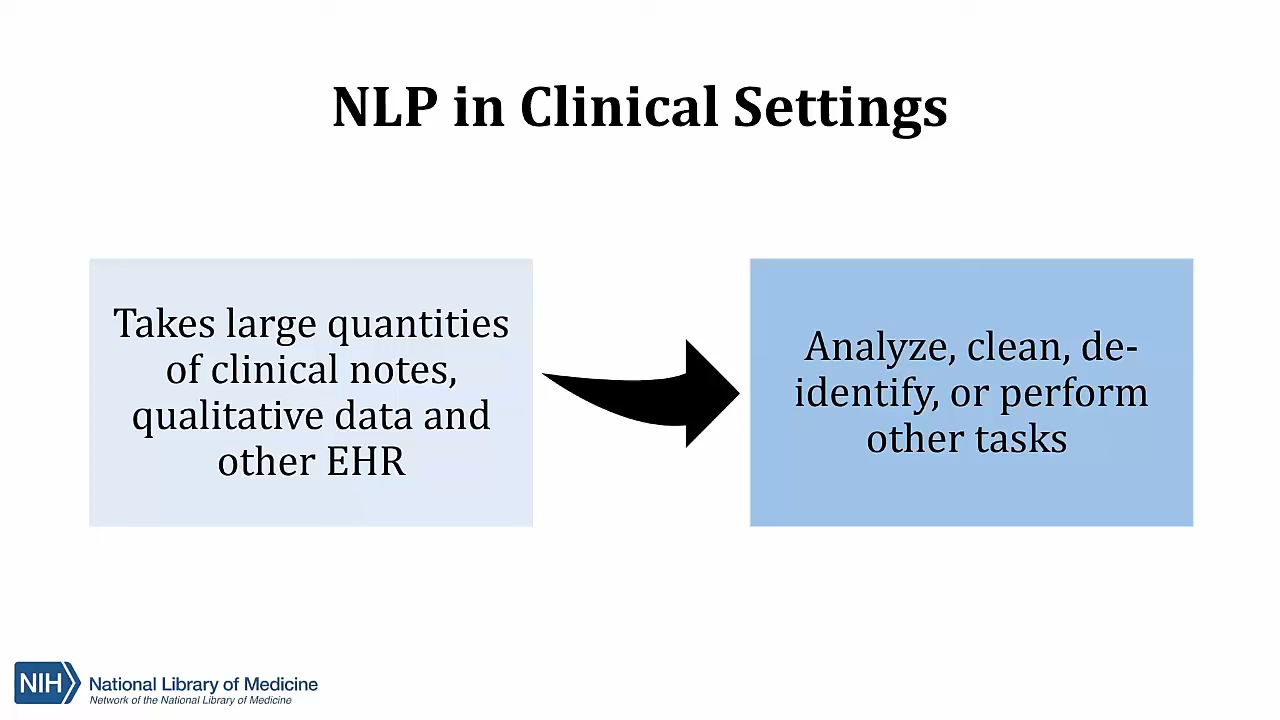 NLP in Clinical Settings
Takes large quantities
of clinical notes,
qualitative data and
other EHR
Analyze, clean, de-
identify, or perform
other tasks
NIH
National Library of Medicine
Network of the National Library of Medicine